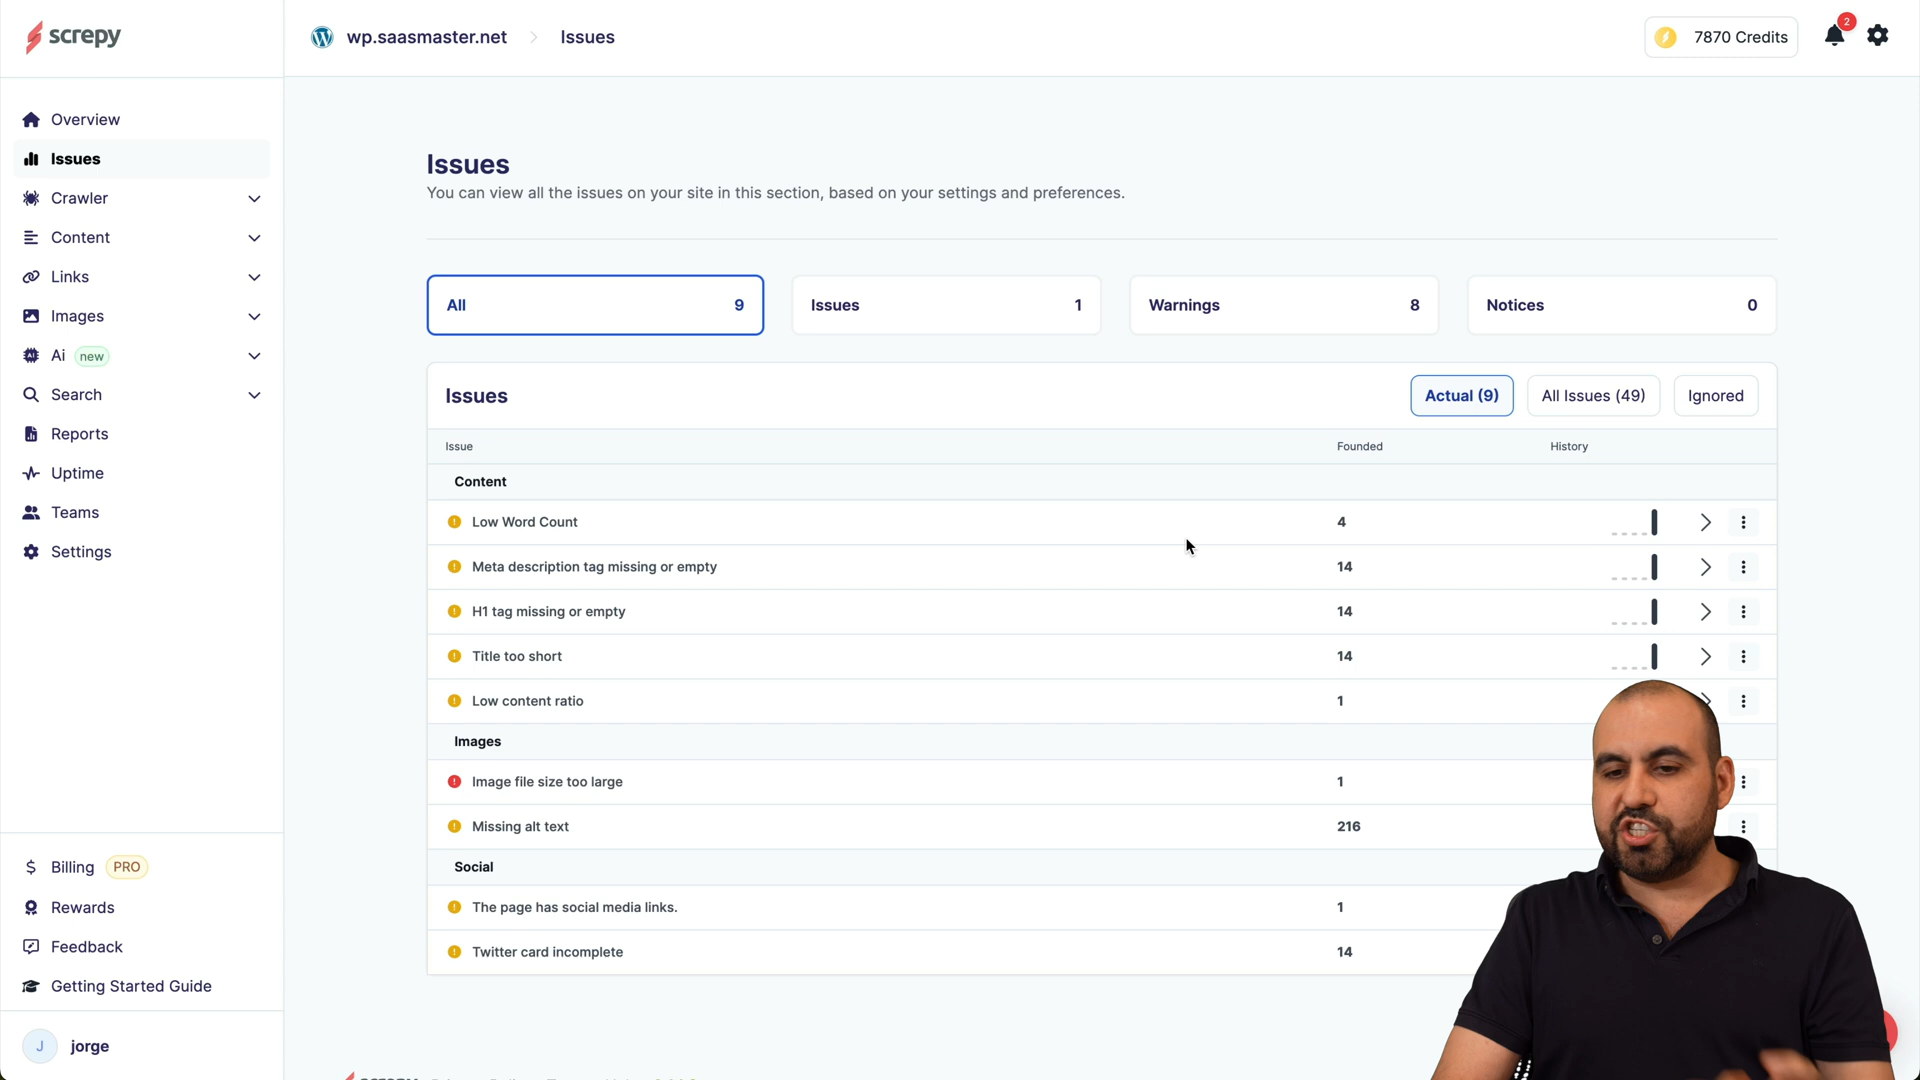 screpy
wp.saasmaster.net
Issues
7870 Credits
2
Overview
Issues
Crawler
Content
Links
Images
Ai new
Search
Reports
Uptime
Teams
Settings
Billing PRO
Rewards
Feedback
Getting Started Guide
J jorge
Issues
You can view all the issues on your site in this section, based on your settings and preferences.
All 9
Issues 1
Warnings 8
Notices 0
Issues
Actual (9)
All Issues (49)
Ignored
Issue Founded History
Content
Low Word Count 4
Meta description tag missing or empty 14
H1 tag missing or empty 14
Title too short 14
Low content ratio 1
Images
Image file size too large 1
Missing alt text 216
Social
The page has social media links. 1
Twitter card incomplete 14